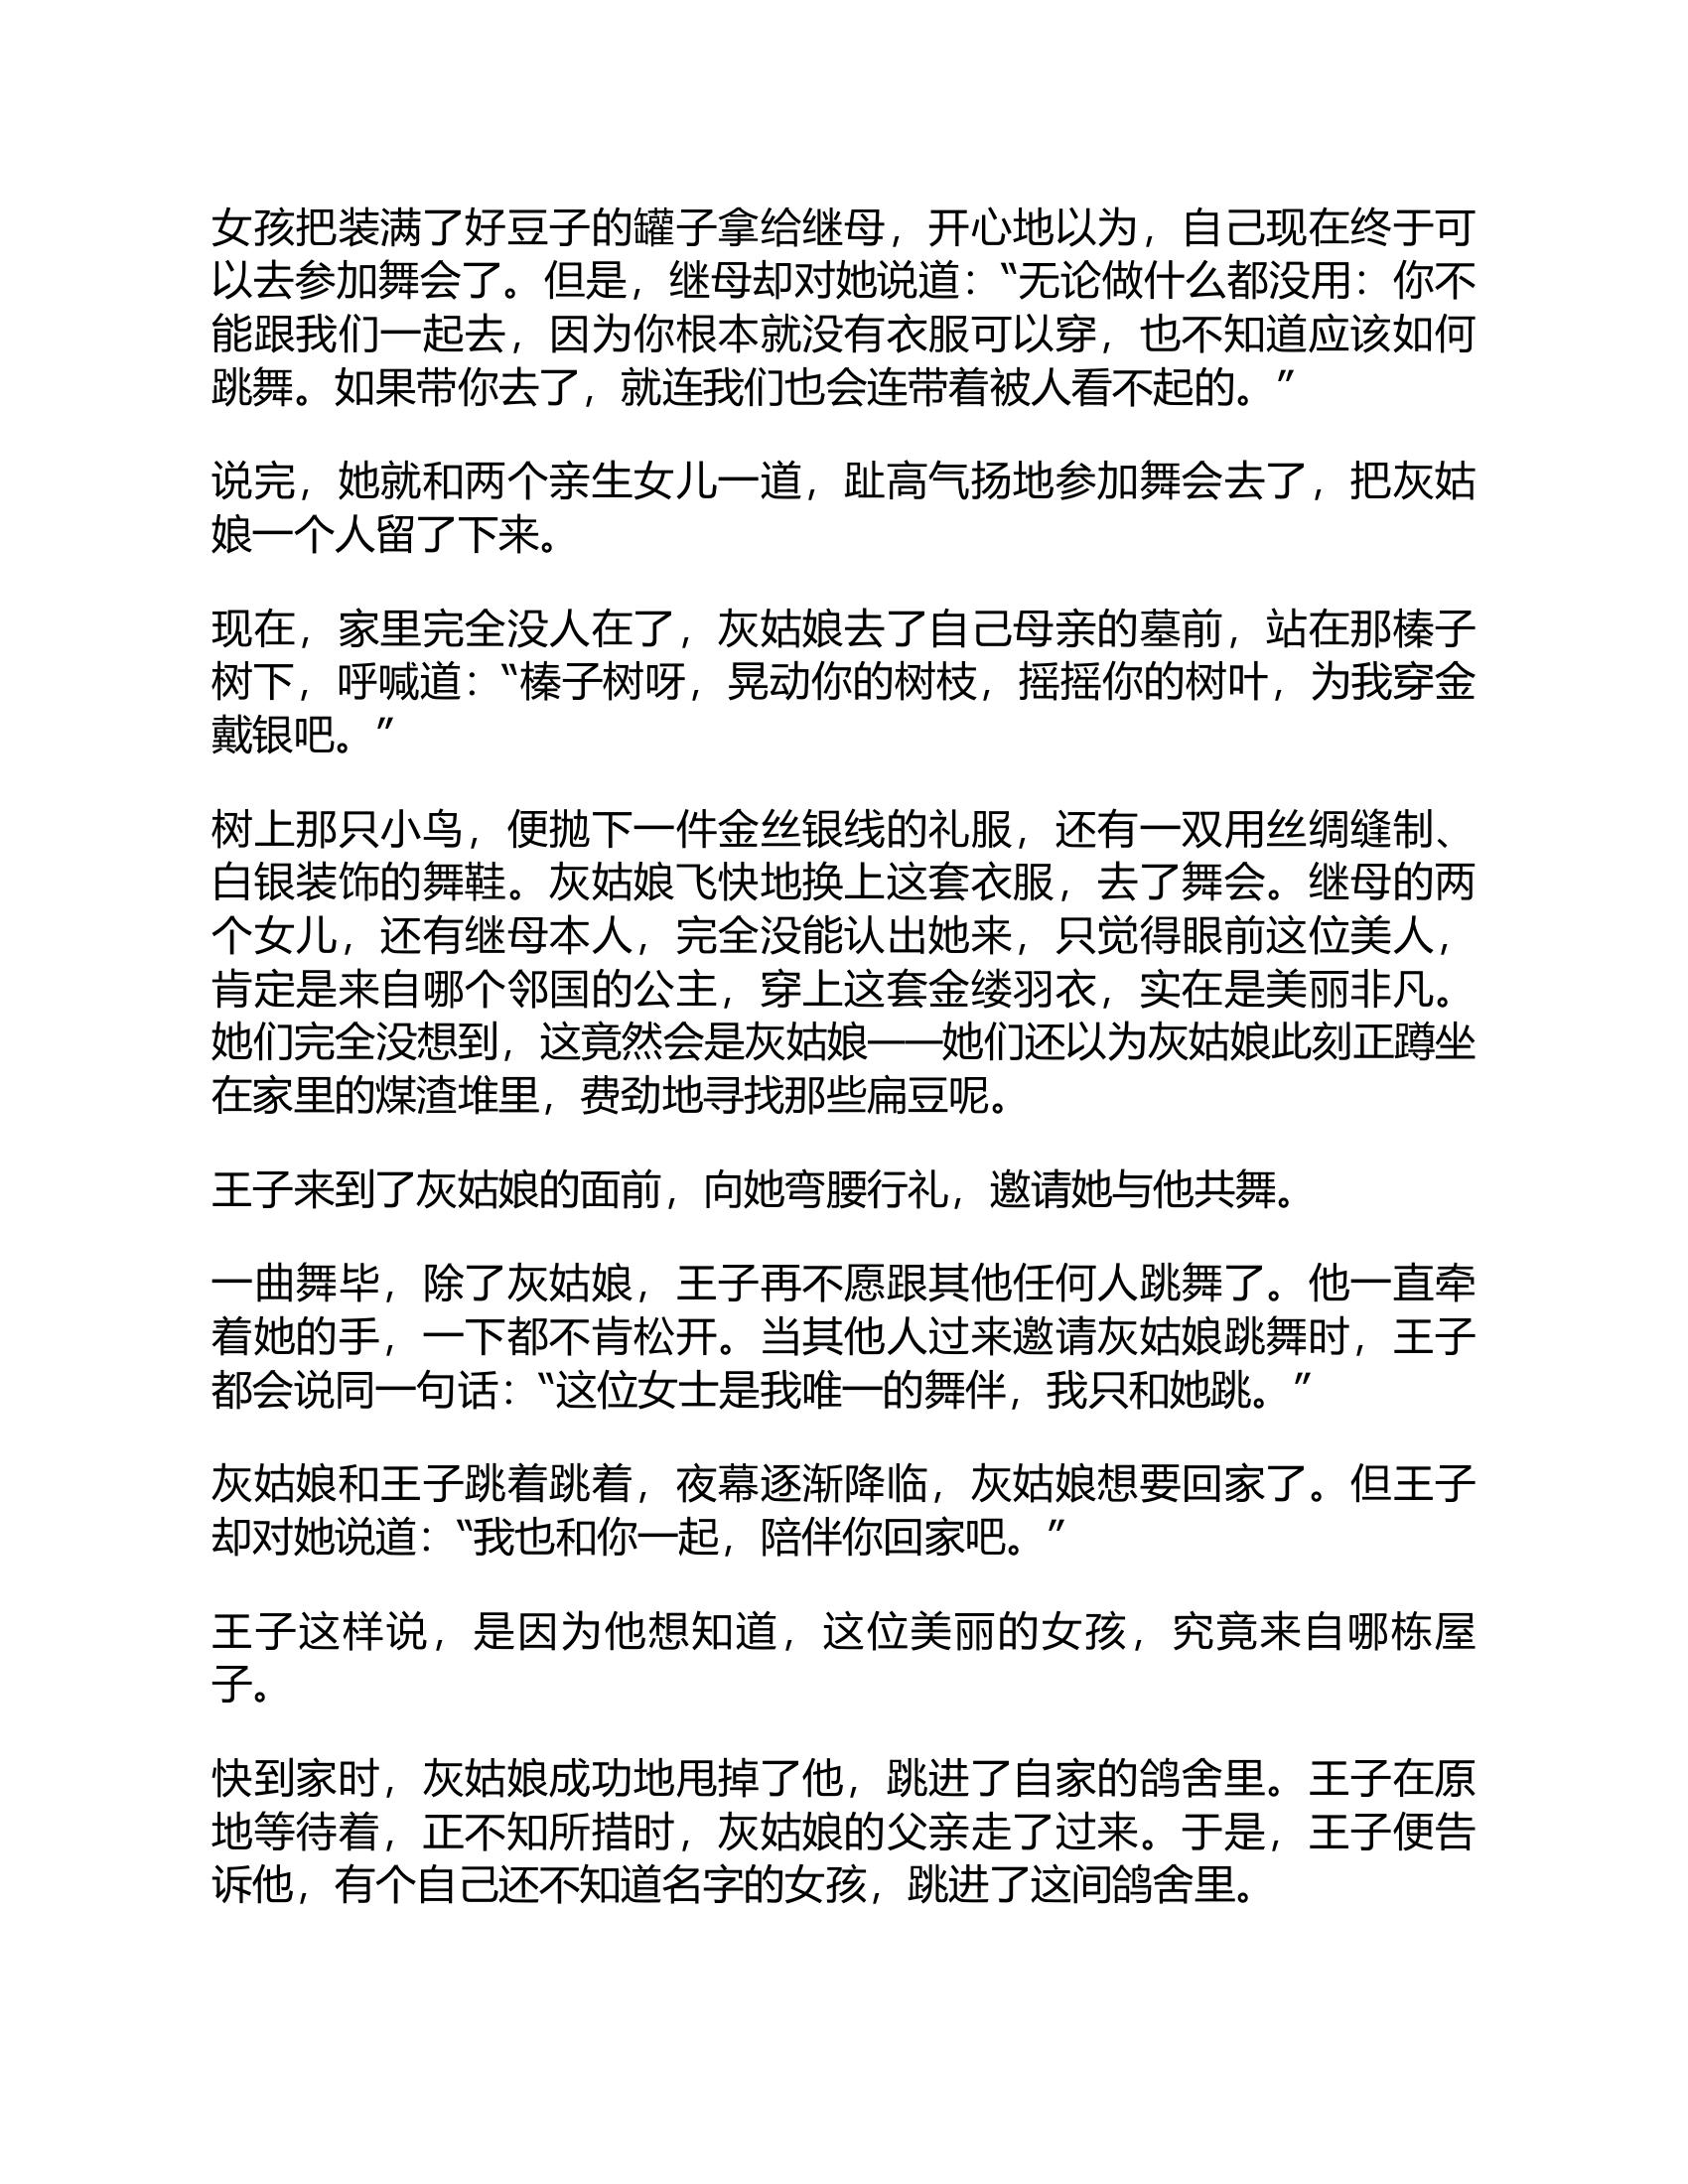 女孩把装满了好豆子的罐子拿给继母，开心地以为，自己现在终于可
以去参加舞会了。但是，继母却对她说道：“无论做什么都没用：你不
能跟我们一起去，因为你根本就没有衣服可以穿，也不知道应该如何
跳舞。如果带你去了，就连我们也会连带着被人看不起的。”
说完，她就和两个亲生女儿一道，趾高气扬地参加舞会去了，把灰姑
娘一个人留了下来。
现在，家里完全没人在了，灰姑娘去了自己母亲的墓前，站在那榛子
树下，呼喊道：“榛子树呀，晃动你的树枝，摇摇你的树叶，为我穿金
戴银吧。”
树上那只小鸟，便抛下一件金丝银线的礼服，还有一双用丝绸缝制、
白银装饰的舞鞋。灰姑娘飞快地换上这套衣服，去了舞会。继母的两
个女儿，还有继母本人，完全没能认出她来，只觉得眼前这位美人，
肯定是来自哪个邻国的公主，穿上这套金缕羽衣，实在是美丽非凡。
她们完全没想到，这竟然会是灰姑娘——她们还以为灰姑娘此刻正蹲坐
在家里的煤渣堆里，费劲地寻找那些扁豆呢。
王子来到了灰姑娘的面前，向她弯腰行礼，邀请她与他共舞。
一曲舞毕，除了灰姑娘，王子再不愿跟其他任何人跳舞了。他一直牵
着她的手，一下都不肯松开。当其他人过来邀请灰姑娘跳舞时，王子
都会说同一句话：“这位女士是我唯一的舞伴，我只和她跳。”
灰姑娘和王子跳着跳着，夜幕逐渐降临，灰姑娘想要回家了。但王子
却对她说道：“我也和你一起，陪伴你回家吧。”
王子这样说，是因为他想知道，这位美丽的女孩，究竟来自哪栋屋
子。
快到家时，灰姑娘成功地甩掉了他，跳进了自家的鸽舍里。王子在原
地等待着，正不知所措时，灰姑娘的父亲走了过来。于是，王子便告
诉他，有个自己还不知道名字的女孩，跳进了这间鸽舍里。